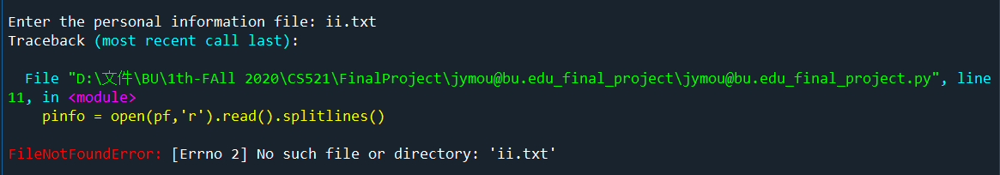 Enter the personal information file: ii.txt
Traceback (most recent call last):
File "D:\文件\BU\1th-FAll 2020\CS521\FinalProject\jymou@bu.edu_final_project\jymou@bu.edu_final_project.py", line
11, in <module>
pinfo = open(pf,'r').read().splitlines()
FileNotFoundError: [Errno 2] No such file or directory: 'ii.txt'